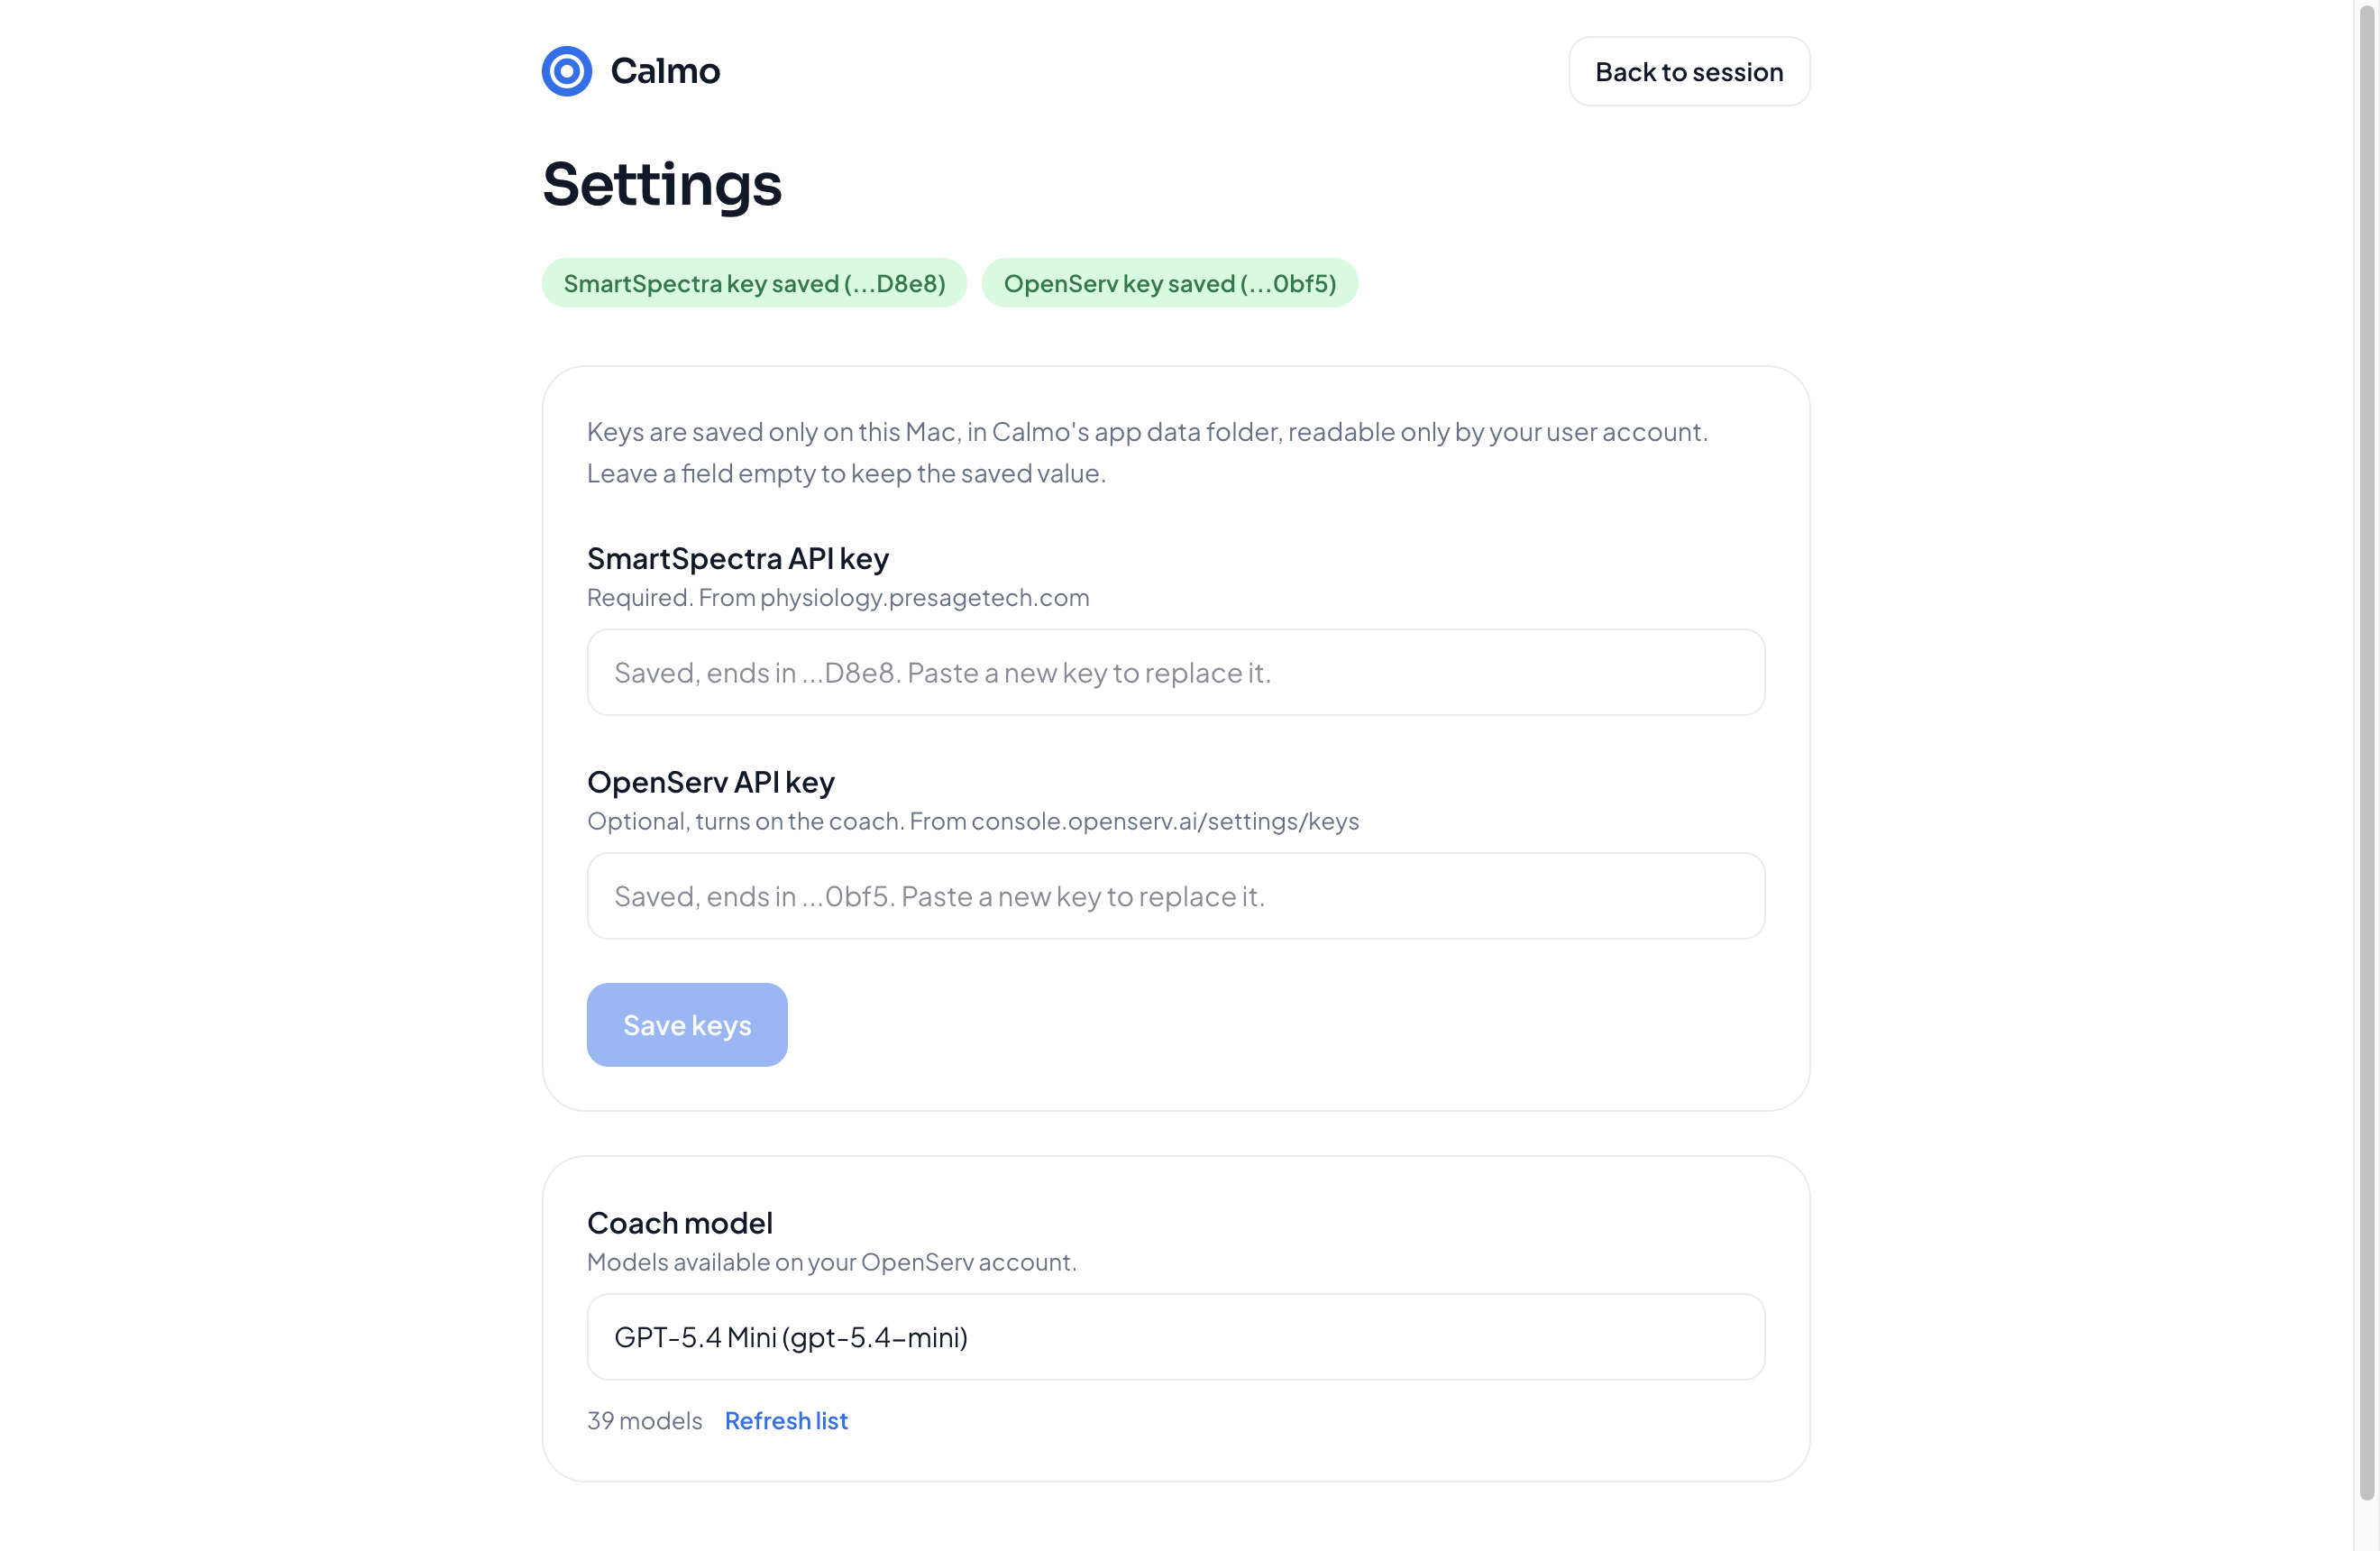 Calmo
Back to session
Settings
SmartSpectra key saved (...D8e8)
OpenServ key saved (...0bf5)
Keys are saved only on this Mac, in Calmo's app data folder, readable only by your user account.
Leave a field empty to keep the saved value.
SmartSpectra API key
Required. From physiology.presagetech.com
Saved, ends in ...D8e8. Paste a new key to replace it.
OpenServ API key
Optional, turns on the coach. From console.openserv.ai/settings/keys
Saved, ends in ...0bf5. Paste a new key to replace it.
Save keys
Coach model
Models available on your OpenServ account.
GPT-5.4 Mini (gpt-5.4-mini)
39 models
Refresh list